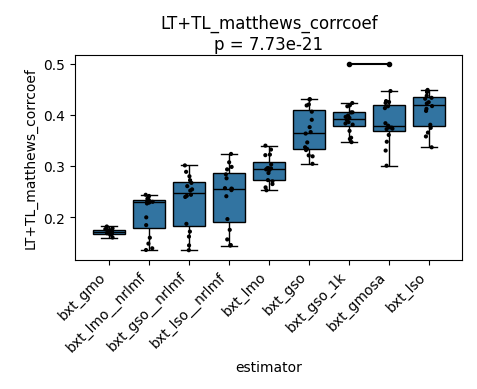 LT+TL_matthews_corrcoef
p = 7.73e-21
LT+TL_matthews_corrcoef
0.5
0.4
0.3
0.2
bxt_gmo
bxt_lmo__nrlmf
bxt_gso__nrlmf
bxt_lso__nrlmf
bxt_lmo
bxt_gso
bxt_gso_1k
bxt_gmosa
bxt_lso
estimator